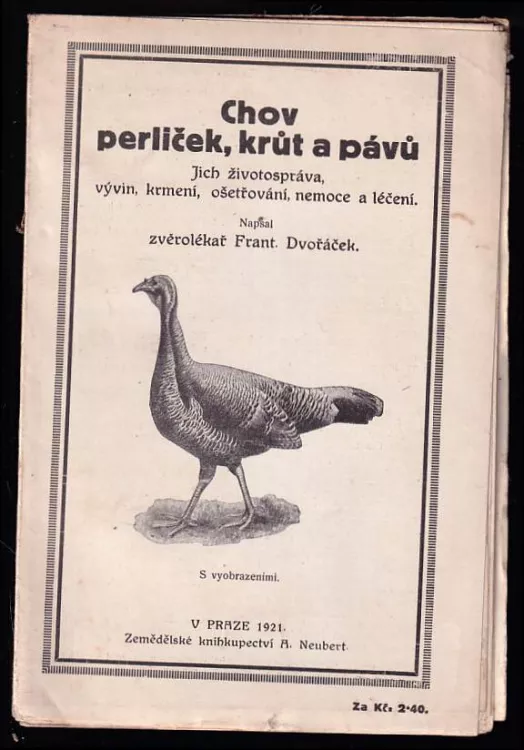 Chov
perliček, krůt a pávů
Jich životospráva,
vývin, krmení, ošetřování, nemoce a léčení.
Napsal
zvěrolékař Frant. Dvořáček.
S vyobrazeními.
V PRAZE 1921.
Zemědělské knihkupectví A. Neubert.
Za Kč: 2·40.